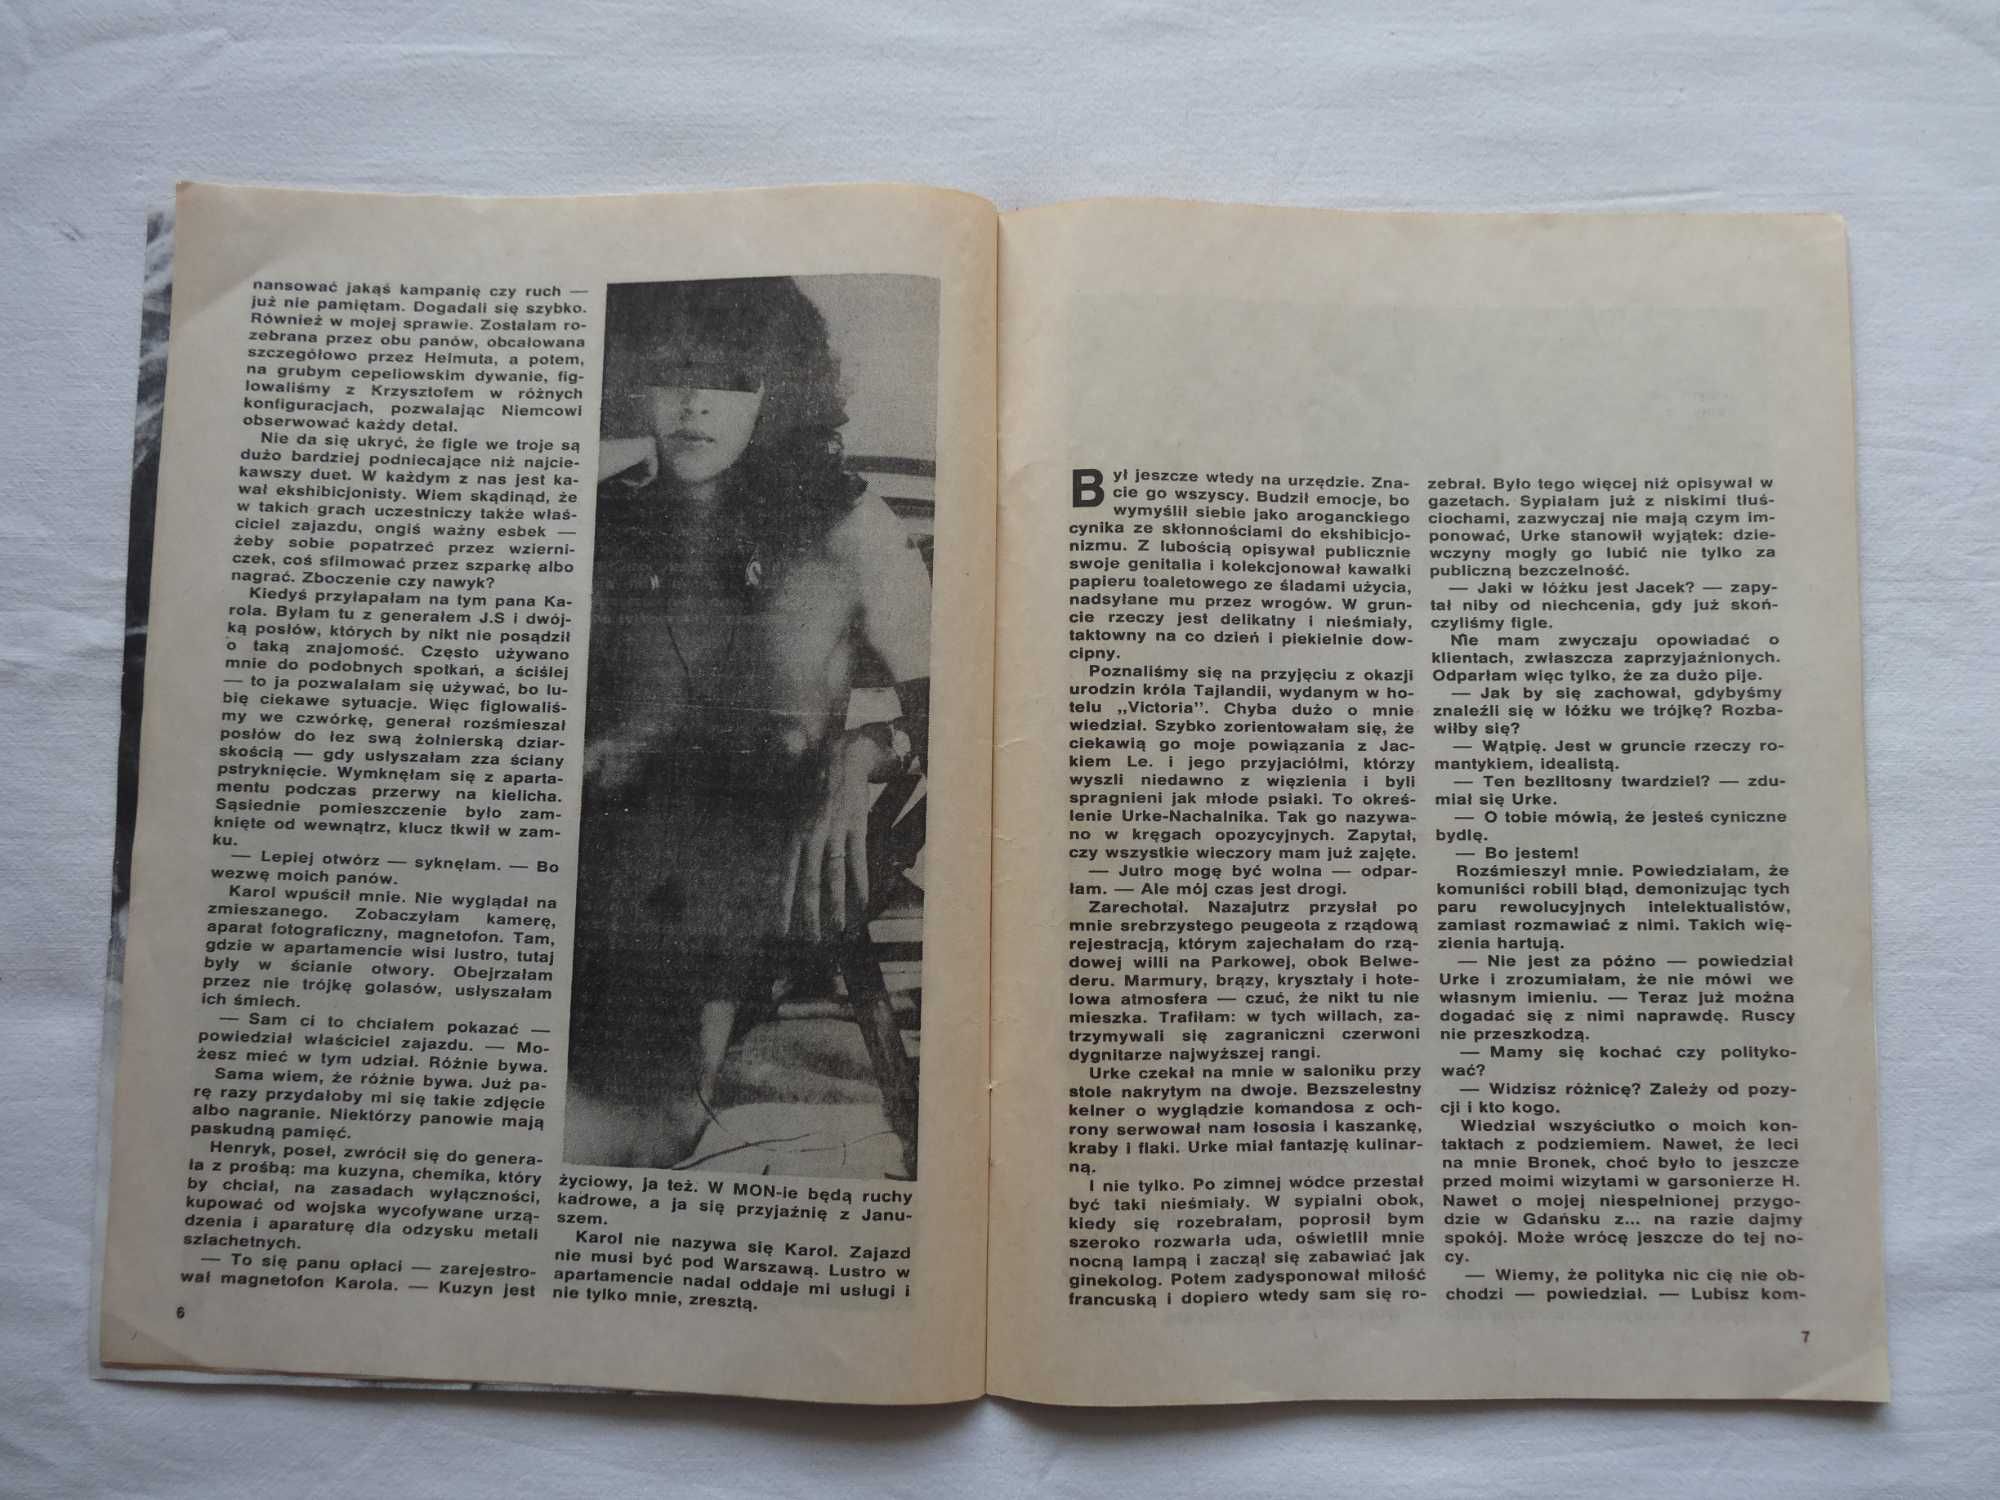 nansować jakąś kampanię czy ruch —
już nie pamiętam. Dogadali się szybko.
Również w mojej sprawie. Zostałam ro-
zebrana przez obu panów, obcałowana
szczegółowo przez Helmuta, a potem,
na grubym cepeliowskim dywanie, fig-
lowaliśmy z Krzysztofem w różnych
konfiguracjach, pozwalając Niemcowi
obserwować każdy detal.
Nie da się ukryć, że figle we troje są
dużo bardziej podniecające niż najcie-
kawszy duet. W każdym z nas jest ka-
wał ekshibicjonisty. Wiem skądinąd, że
w takich grach uczestniczy także właś-
ciciel zajazdu, ongiś ważny esbek —
żeby sobie popatrzeć przez wzierni-
czek, coś sfilmować przez szparkę albo
nagrać. Zboczenie czy nawyk?
Kiedyś przyłapałam na tym pana Ka-
rola. Byłam tu z generałem J.S i dwój-
ką posłów, których by nikt nie posądził
o taką znajomość. Często używano
mnie do podobnych spotkań, a ściślej
— to ja pozwalałam się używać, bo lu-
bię ciekawe sytuacje. Więc figlowaliś-
my we czwórkę, generał rozśmieszał
posłów do łez swą żołnierską dziar-
skością — gdy usłyszałam zza ściany
pstryknięcie. Wymknęłam się z aparta-
mentu podczas przerwy na kielicha.
Sąsiednie pomieszczenie było zam-
knięte od wewnątrz, klucz tkwił w zam-
ku.
— Lepiej otwórz — syknęłam. — Bo
wezwę moich panów.
Karol wpuścił mnie. Nie wyglądał na
zmieszanego. Zobaczyłam kamerę,
aparat fotograficzny, magnetofon. Tam,
gdzie w apartamencie wisi lustro, tutaj
były w ścianie otwory. Obejrzałam
przez nie trójkę golasów, usłyszałam
ich śmiech.
— Sam ci to chciałem pokazać —
powiedział właściciel zajazdu. — Mo-
żesz mieć w tym udział. Różnie bywa.
Sama wiem, że różnie bywa. Już pa-
rę razy przydałoby mi się takie zdjęcie
albo nagranie. Niektórzy panowie mają
paskudną pamięć.
Henryk, poseł, zwrócił się do genera-
ła z prośbą: ma kuzyna, chemika, który
by chciał, na zasadach wyłączności,
kupować od wojska wycofywane urzą-
dzenia i aparaturę dla odzysku metali
szlachetnych.
— To się panu opłaci — zarejestro-
wał magnetofon Karola. — Kuzyn jest
życiowy, ja też. W MON-ie będą ruchy
kadrowe, a ja się przyjaźnię z Janu-
szem.
Karol nie nazywa się Karol. Zajazd
nie musi być pod Warszawą. Lustro w
apartamencie nadal oddaje mi usługi i
nie tylko mnie, zresztą.
6
Był jeszcze wtedy na urzędzie. Zna-
cie go wszyscy. Budził emocje, bo
wymyślił siebie jako aroganckiego
cynika ze skłonnościami do ekshibicjo-
nizmu. Z lubością opisywał publicznie
swoje genitalia i kolekcjonował kawałki
papieru toaletowego ze śladami użycia,
nadsyłane mu przez wrogów. W grun-
cie rzeczy jest delikatny i nieśmiały,
taktowny na co dzień i piekielnie dow-
cipny.
Poznaliśmy się na przyjęciu z okazji
urodzin króla Tajlandii, wydanym w ho-
telu „Victoria”. Chyba dużo o mnie
wiedział. Szybko zorientowałam się, że
ciekawią go moje powiązania z Jac-
kiem Le. i jego przyjaciółmi, którzy
wyszli niedawno z więzienia i byli
spragnieni jak młode psiaki. To okreś-
lenie Urke-Nachalnika. Tak go nazywa-
no w kręgach opozycyjnych. Zapytał,
czy wszystkie wieczory mam już zajęte.
— Jutro mogę być wolna — odpar-
łam. — Ale mój czas jest drogi.
Zarechotał. Nazajutrz przysłał po
mnie srebrzystego peugeota z rządową
rejestracją, którym zajechałam do rzą-
dowej willi na Parkowej, obok Belwe-
deru. Marmury, brązy, kryształy i hote-
lowa atmosfera — czuć, że nikt tu nie
mieszka. Trafiłam: w tych willach, za-
trzymywali się zagraniczni czerwoni
dygnitarze najwyższej rangi.
Urke czekał na mnie w saloniku przy
stole nakrytym na dwoje. Bezszelestny
kelner o wyglądzie komandosa z och-
rony serwował nam łososia i kaszankę,
kraby i flaki. Urke miał fantazję kulinar-
ną.
I nie tylko. Po zimnej wódce przestał
być taki nieśmiały. W sypialni obok,
kiedy się rozebrałam, poprosił bym
szeroko rozwarła uda, oświetlił mnie
nocną lampą i zaczął się zabawiać jak
ginekolog. Potem zadysponował miłość
francuską i dopiero wtedy sam się ro-
zebrał. Było tego więcej niż opisywał w
gazetach. Sypiałam już z niskimi tłuś-
ciochami, zazwyczaj nie mają czym im-
ponować, Urke stanowił wyjątek: dzie-
wczyny mogły go lubić nie tylko za
publiczną bezczelność.
— Jaki w łóżku jest Jacek? — zapy-
tał niby od niechcenia, gdy już skoń-
czyliśmy figle.
Nie mam zwyczaju opowiadać o
klientach, zwłaszcza zaprzyjaźnionych.
Odparłam więc tylko, że za dużo pije.
— Jak by się zachował, gdybyśmy
znaleźli się w łóżku we trójkę? Rozba-
wiłby się?
— Wątpię. Jest w gruncie rzeczy ro-
mantykiem, idealistą.
— Ten bezlitosny twardziel? — zdu-
miał się Urke.
— O tobie mówią, że jesteś cyniczne
bydlę.
— Bo jestem!
Rozśmieszył mnie. Powiedziałam, że
komuniści robili błąd, demonizując tych
paru rewolucyjnych intelektualistów,
zamiast rozmawiać z nimi. Takich wię-
zienia hartują.
— Nie jest za późno — powiedział
Urke i zrozumiałam, że nie mówi we
własnym imieniu. — Teraz już można
dogadać się z nimi naprawdę. Ruscy
nie przeszkodzą.
— Mamy się kochać czy polityko-
wać?
— Widzisz różnicę? Zależy od pozy-
cji i kto kogo.
Wiedział wszyściutko o moich kon-
taktach z podziemiem. Nawet, że leci
na mnie Bronek, choć było to jeszcze
przed moimi wizytami w garsonierze H.
Nawet o mojej niespełnionej przygo-
dzie w Gdańsku z... na razie dajmy
spokój. Może wrócę jeszcze do tej no-
cy.
— Wiemy, że polityka nic cię nie ob-
chodzi — powiedział. — Lubisz kom-
7